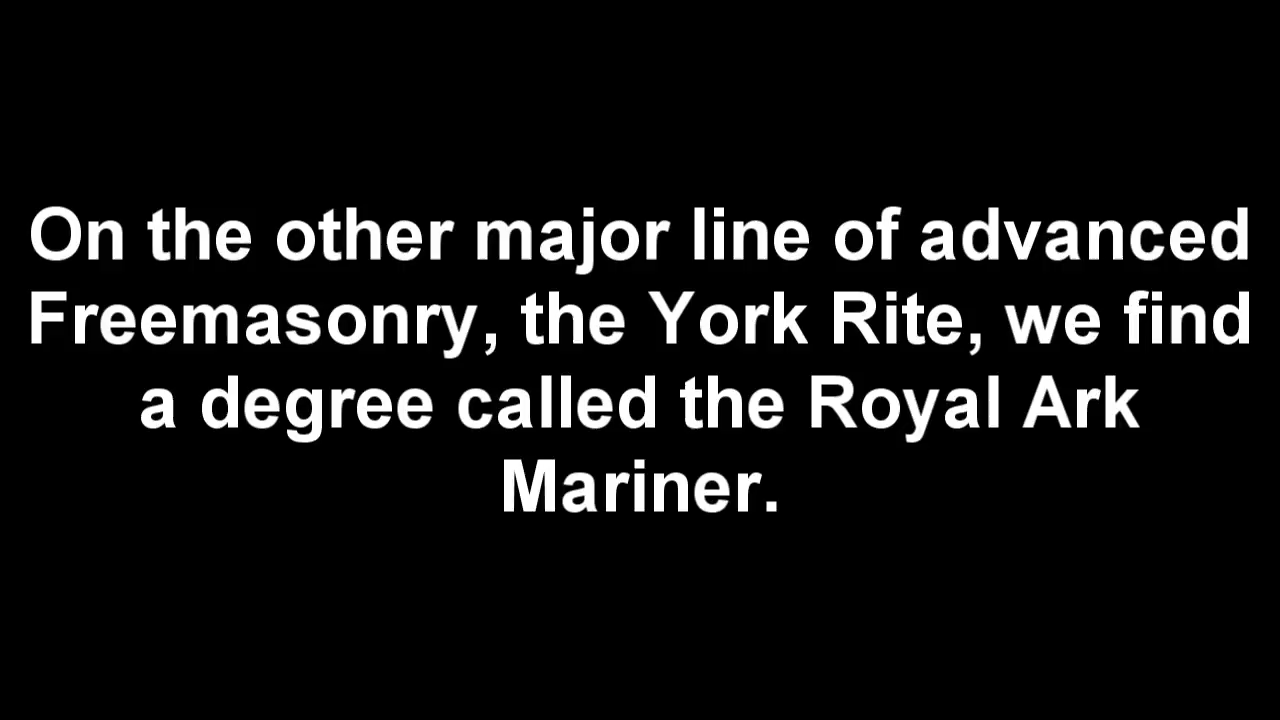 On the other major line of advanced
Freemasonry, the York Rite, we find
a degree called the Royal Ark
Mariner.